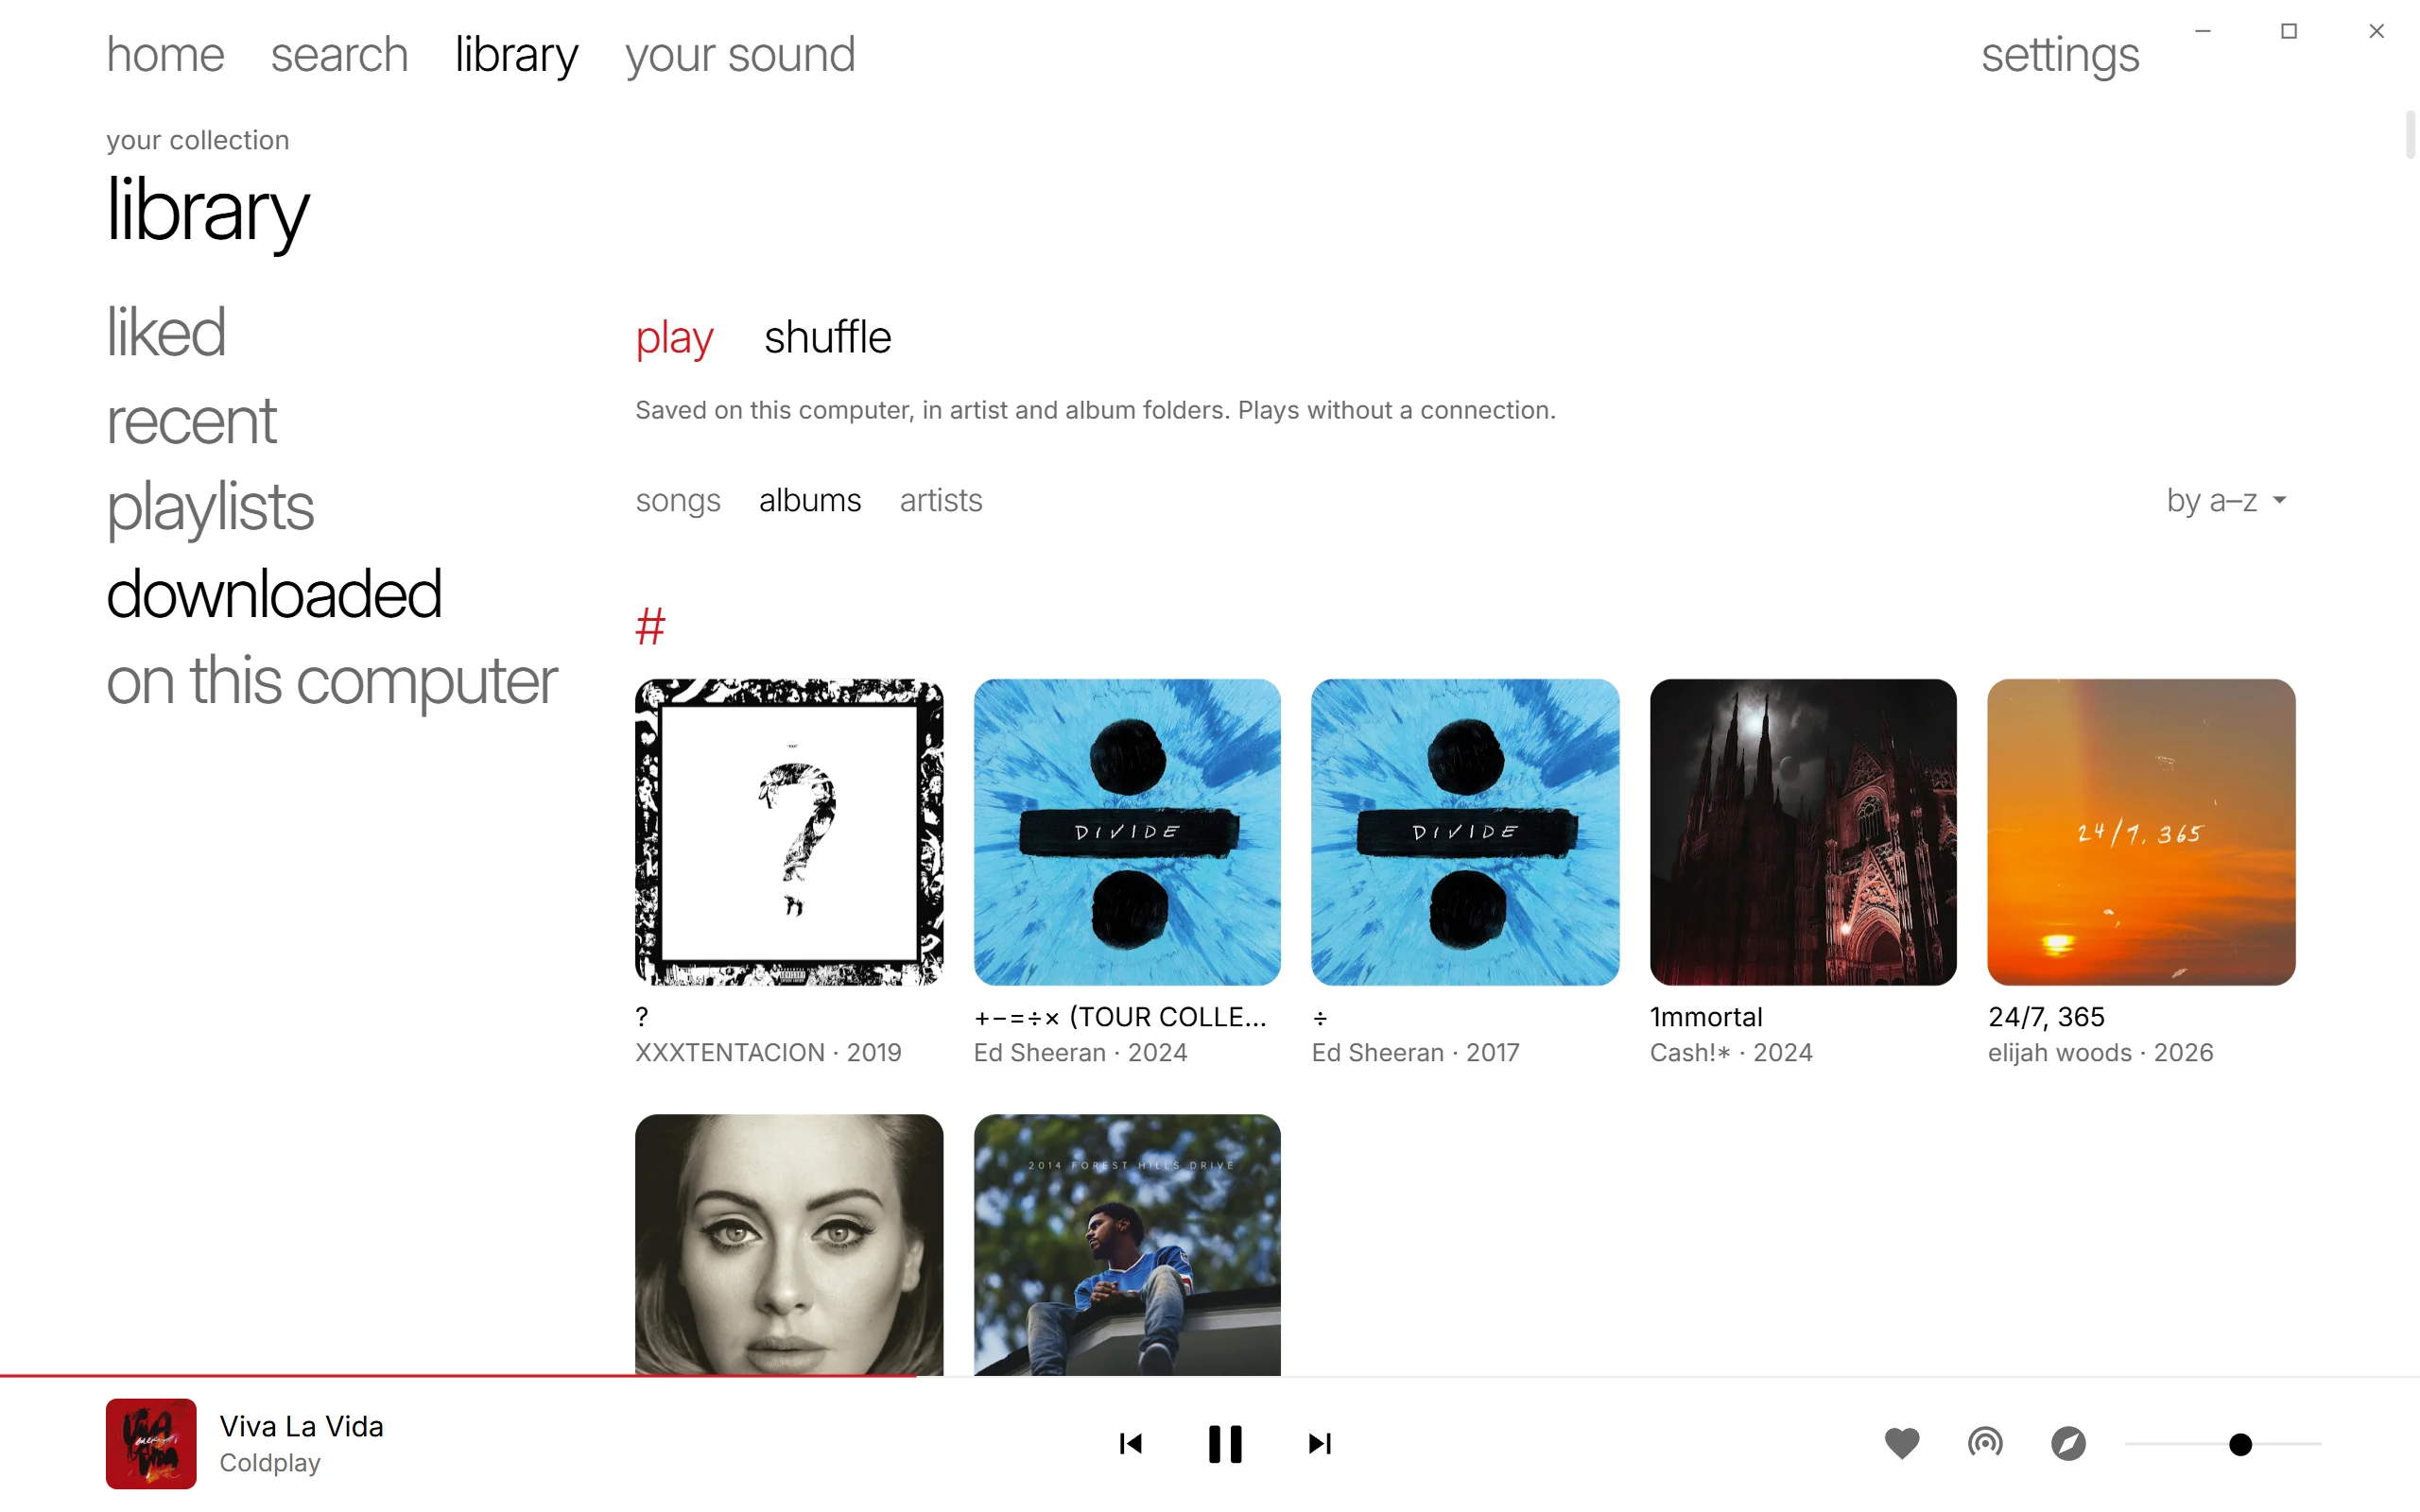 home search library your sound settings
your collection
library
liked
recent
playlists
downloaded
on this computer
play shuffle
Saved on this computer, in artist and album folders. Plays without a connection.
songs albums artists by a–z
#
DIVIDE
DIVIDE
24/7, 365
?
XXXTENTACION · 2019
+−=÷× (TOUR COLLE...
Ed Sheeran · 2024
÷
Ed Sheeran · 2017
1mmortal
Cash!* · 2024
24/7, 365
elijah woods · 2026
2014 FOREST HILLS DRIVE
Viva La Vida
Coldplay